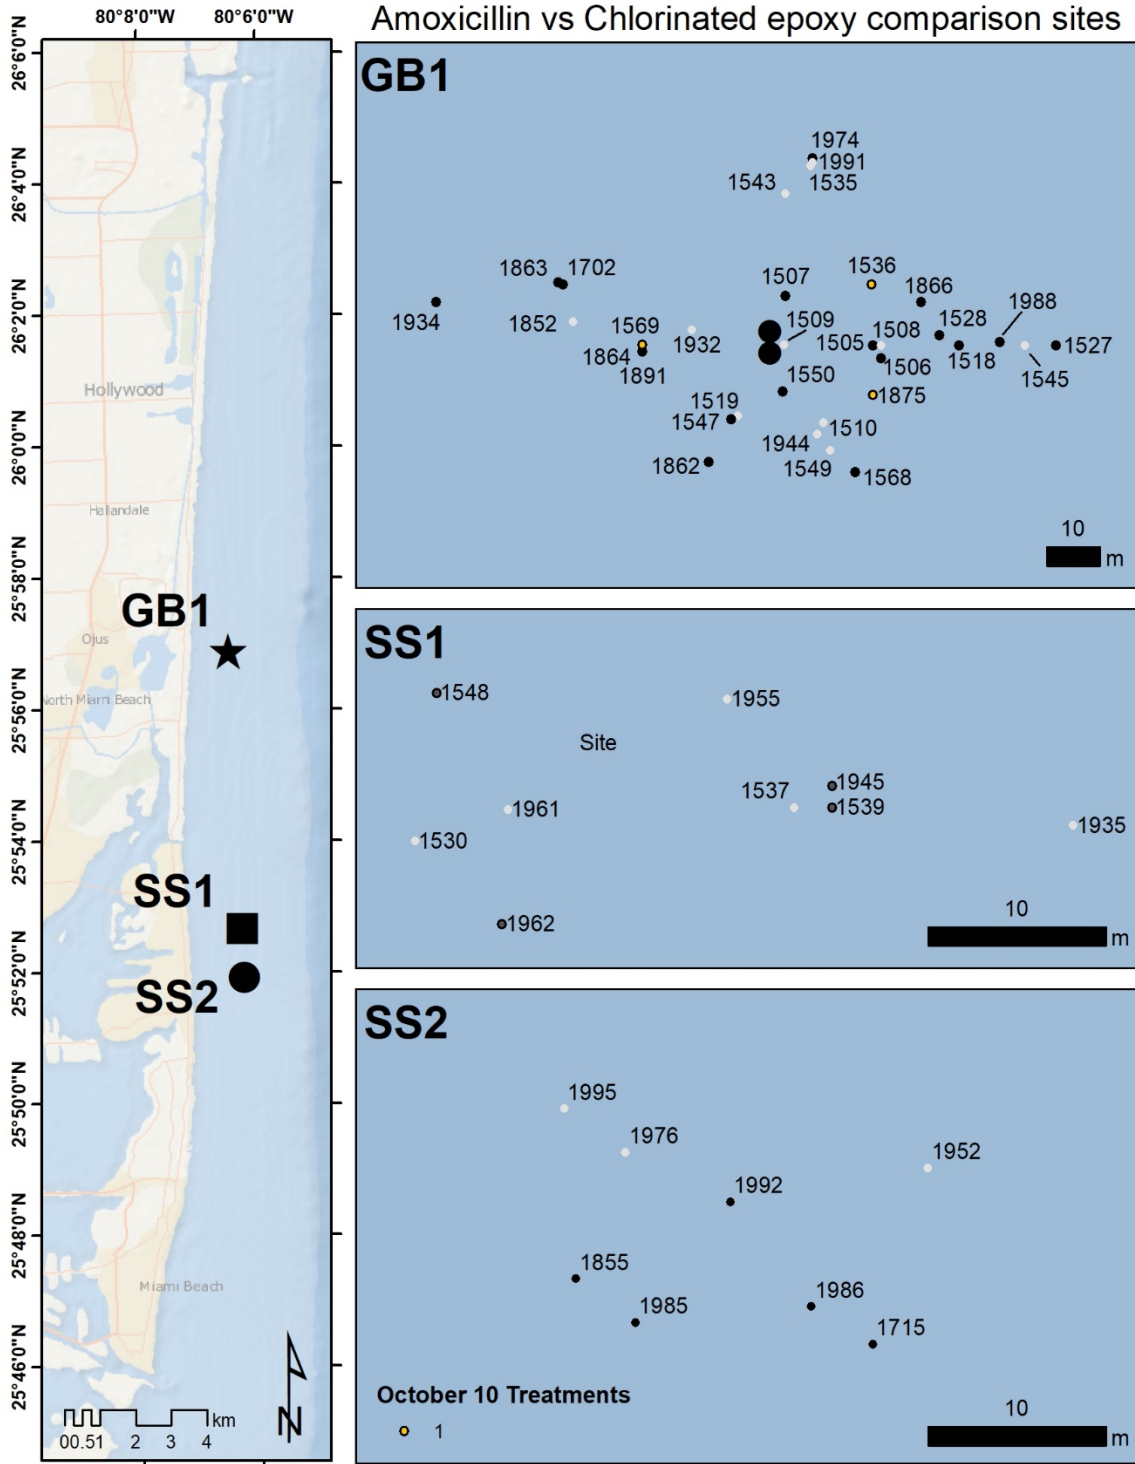 80°8'0"W
80°6'0"W
26°6'0"N
26°4'0"N
26°2'0"N
26°0'0"N
25°58'0"N
25°56'0"N
25°54'0"N
25°52'0"N
25°50'0"N
25°48'0"N
25°46'0"N
Hollywood
Hallandale
GB1
Ojus
North Miami Beach
SS1
SS2
Miami Beach
N
km
00.51 2 3 4
Amoxicillin vs Chlorinated epoxy comparison sites
GB1
1974
1991
1535
1543
1863
1702
1934
1852
1569
1864
1891
1932
1507
1509
1536
1866
1988
1528
1508
1505
1506
1518
1527
1545
1550
1875
1519
1547
1510
1944
1549
1862
1568
10
m
SS1
1548
1955
Site
1945
1537
1539
1961
1935
1530
1962
10
m
SS2
1995
1976
1952
1992
1855
1985
1986
1715
October 10 Treatments
1
10
m